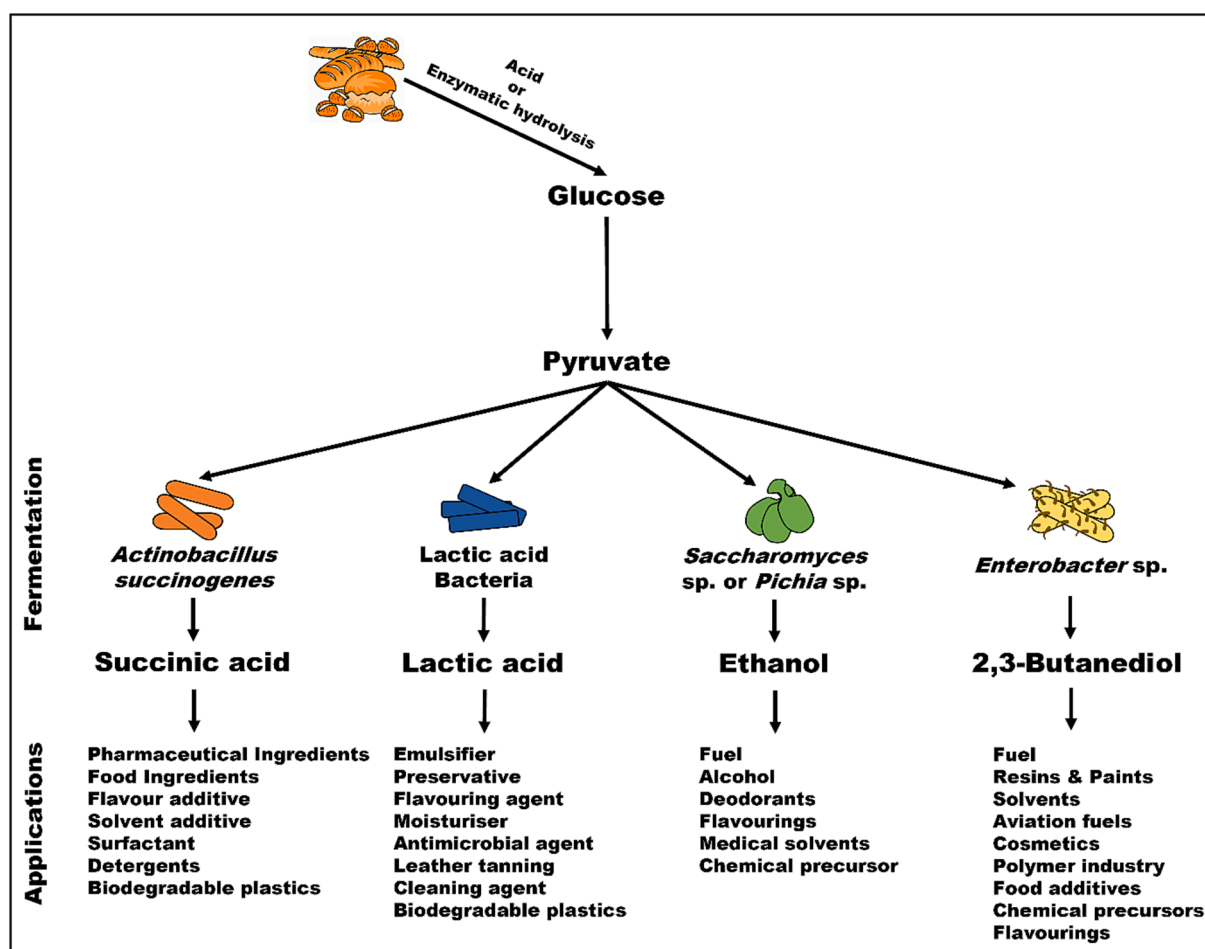 Acid
or
Enzymatic hydrolysis
Glucose
Pyruvate
Fermentation
Actinobacillus
succinogenes
Lactic acid
Bacteria
Saccharomyces
sp. or Pichia sp.
Enterobacter sp.
Succinic acid
Lactic acid
Ethanol
2,3-Butanediol
Applications
Pharmaceutical Ingredients
Food Ingredients
Flavour additive
Solvent additive
Surfactant
Detergents
Biodegradable plastics
Emulsifier
Preservative
Flavouring agent
Moisturiser
Antimicrobial agent
Leather tanning
Cleaning agent
Biodegradable plastics
Fuel
Alcohol
Deodorants
Flavourings
Medical solvents
Chemical precursor
Fuel
Resins & Paints
Solvents
Aviation fuels
Cosmetics
Polymer industry
Food additives
Chemical precursors
Flavourings